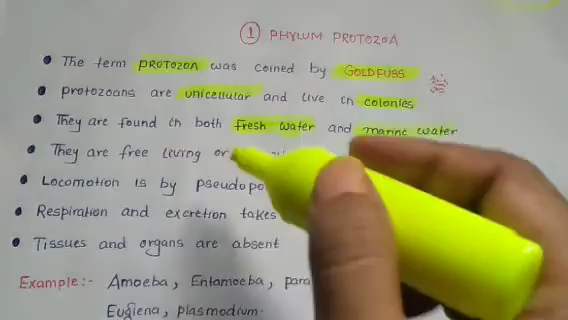 ① PHYLUM PROTOZOA
• The term PROTOZOA was coined by GOLDFUSS
• protozoans are unicellular and live in colonies
• They are found in both fresh water and marine water
• They are free living or
• Locomotion is by pseudopo
• Respiration and excretion takes
• Tissues and organs are absent
Example:- Amoeba, Entamoeba, para
Euglena, plasmodium.